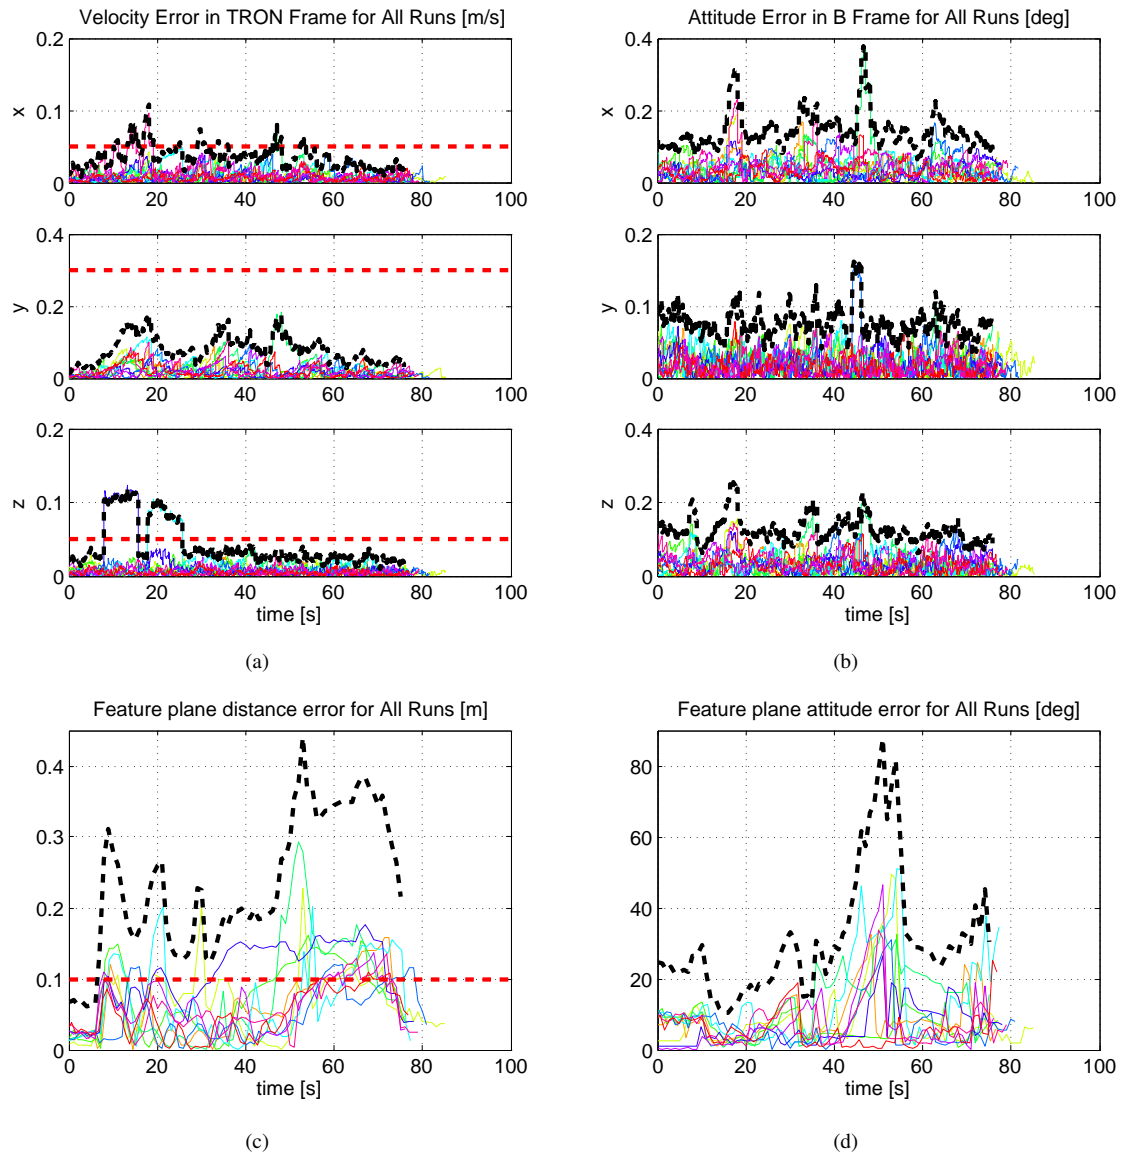 Velocity Error in TRON Frame for All Runs [m/s]
0.2
0.1
0
x
0 20 40 60 80 100
0.4
0.2
0
y
0 20 40 60 80 100
0.2
0.1
0
z
0 20 40 60 80 100
time [s]
(a)
Attitude Error in B Frame for All Runs [deg]
0.4
0.2
0
x
0 20 40 60 80 100
0.2
0.1
0
y
0 20 40 60 80 100
0.4
0.2
0
z
0 20 40 60 80 100
time [s]
(b)
Feature plane distance error for All Runs [m]
0.4
0.3
0.2
0.1
0
0 20 40 60 80 100
time [s]
(c)
Feature plane attitude error for All Runs [deg]
80
60
40
20
0
0 20 40 60 80 100
time [s]
(d)